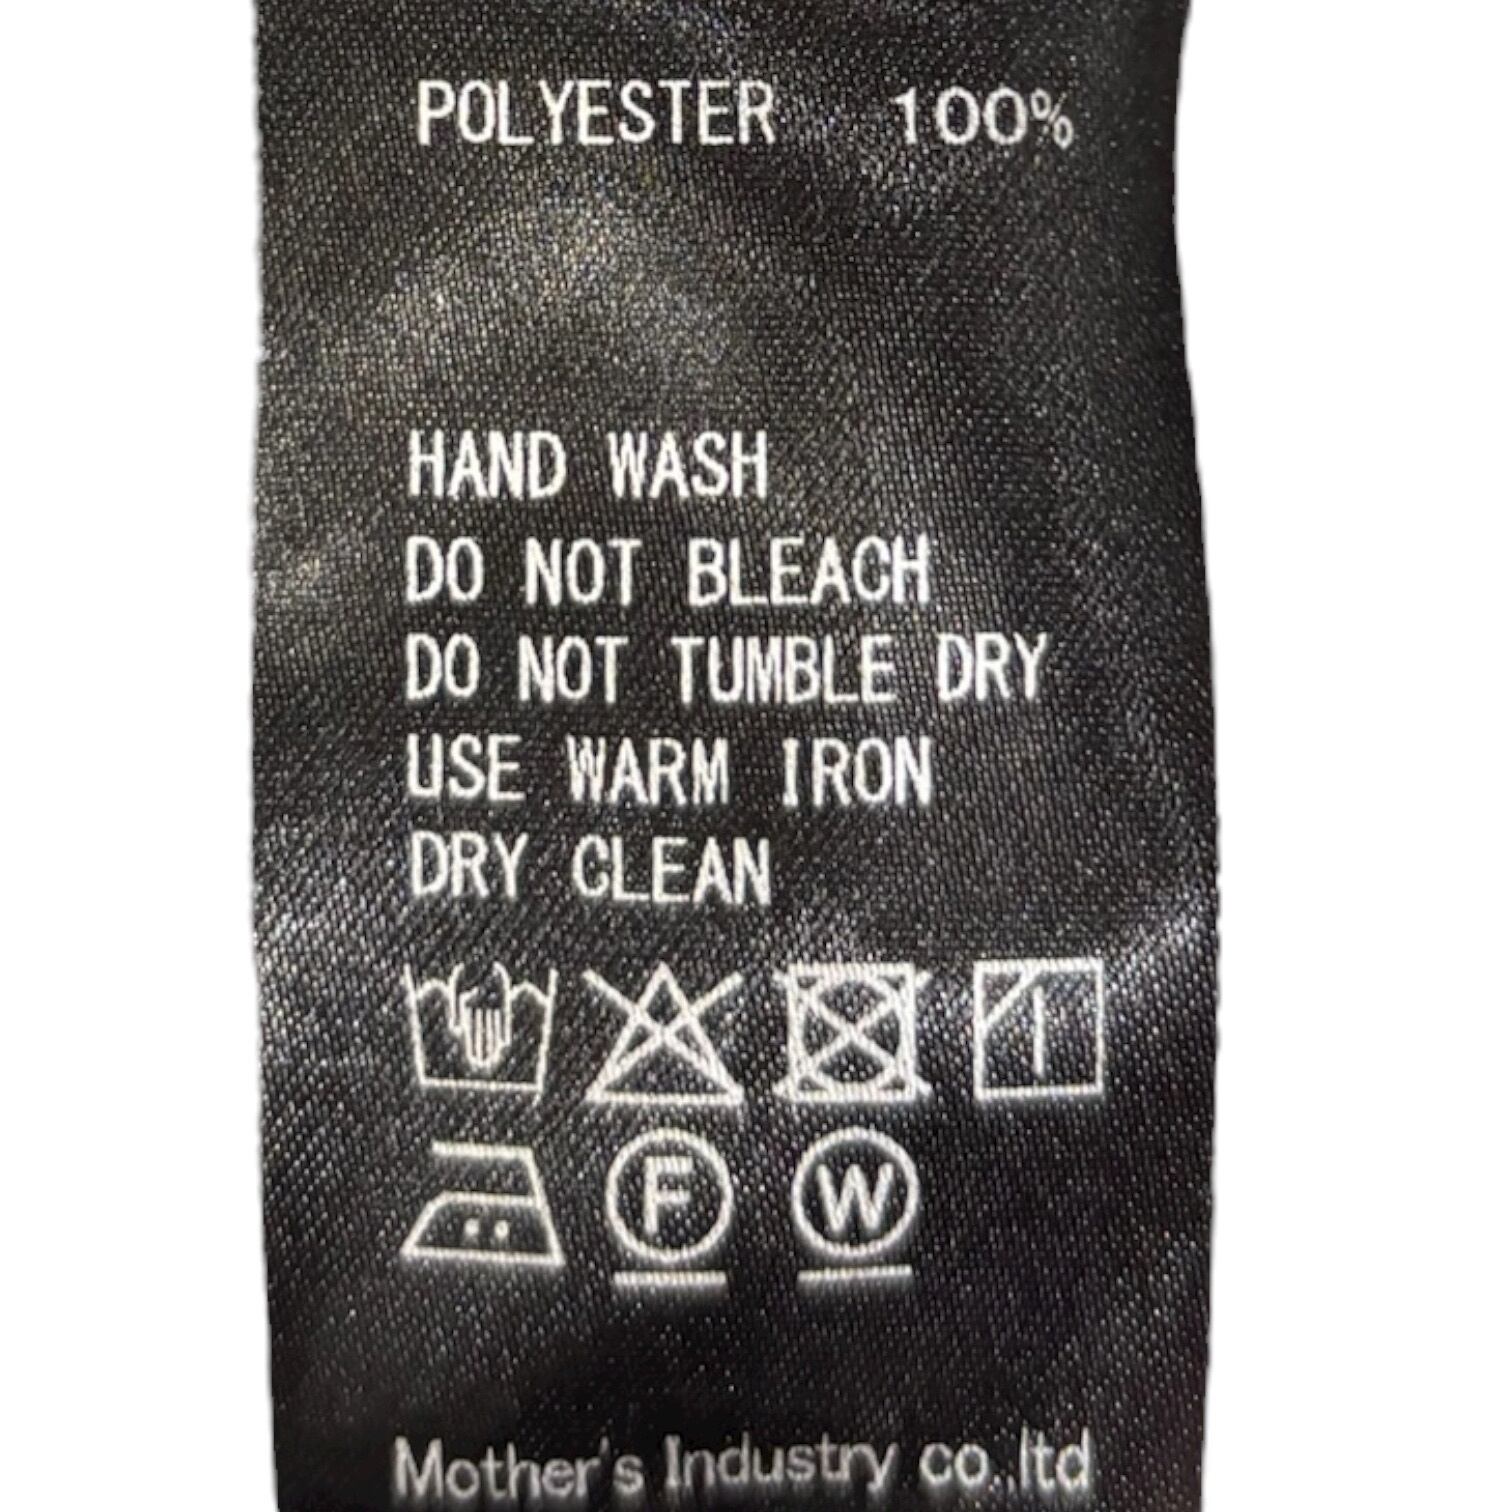 POLYESTER 100%
HAND WASH
DO NOT BLEACH
DO NOT TUMBLE DRY
USE WARM IRON
DRY CLEAN
F W
Mother's Industry co.,ltd